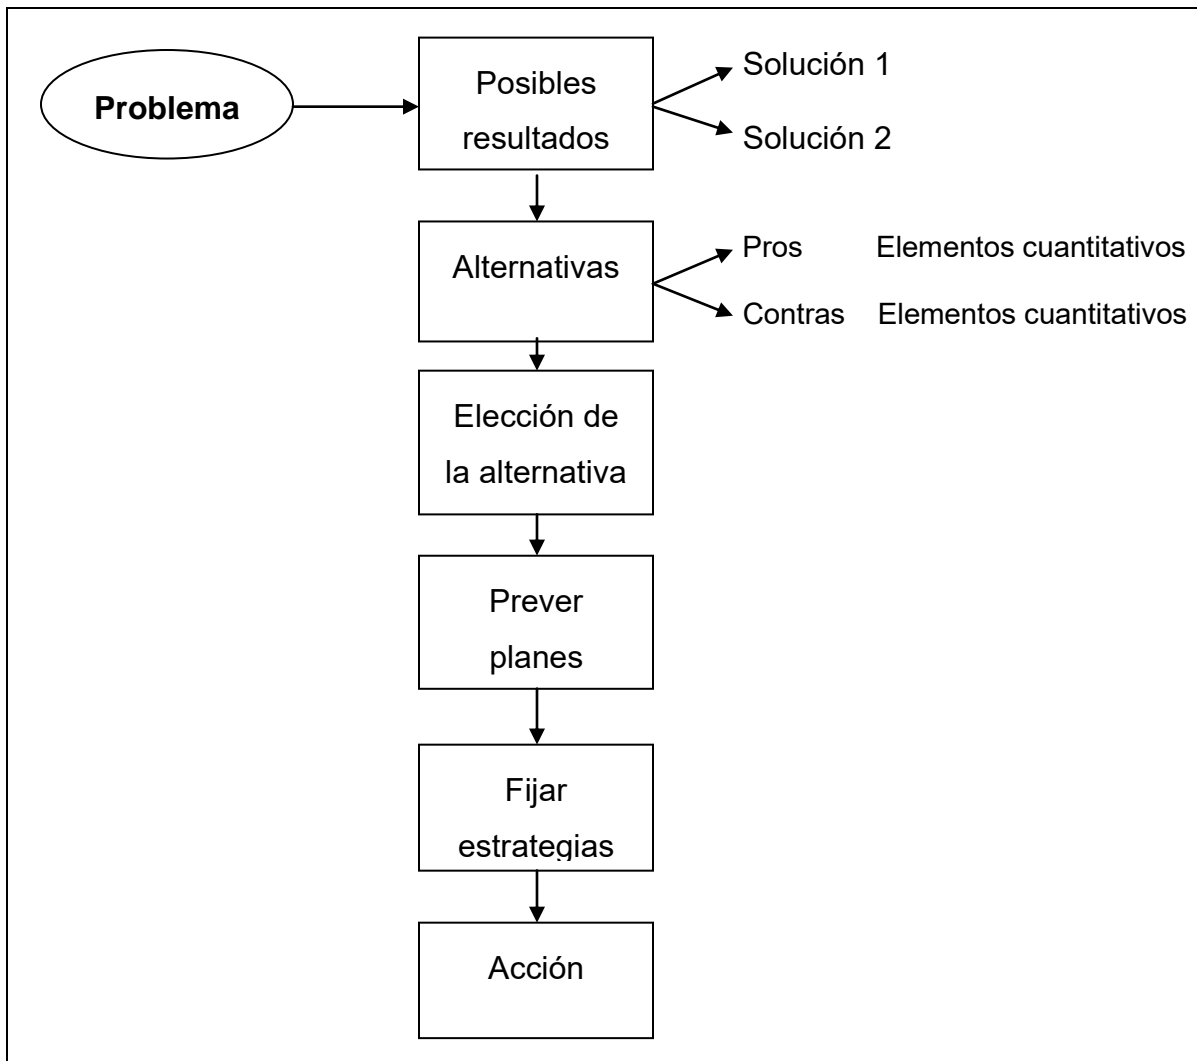 Problema
Posibles
resultados
Solución 1
Solución 2
Alternativas
Pros Elementos cuantitativos
Contras Elementos cuantitativos
Elección de
la alternativa
Prever
planes
Fijar
estrategias
Acción